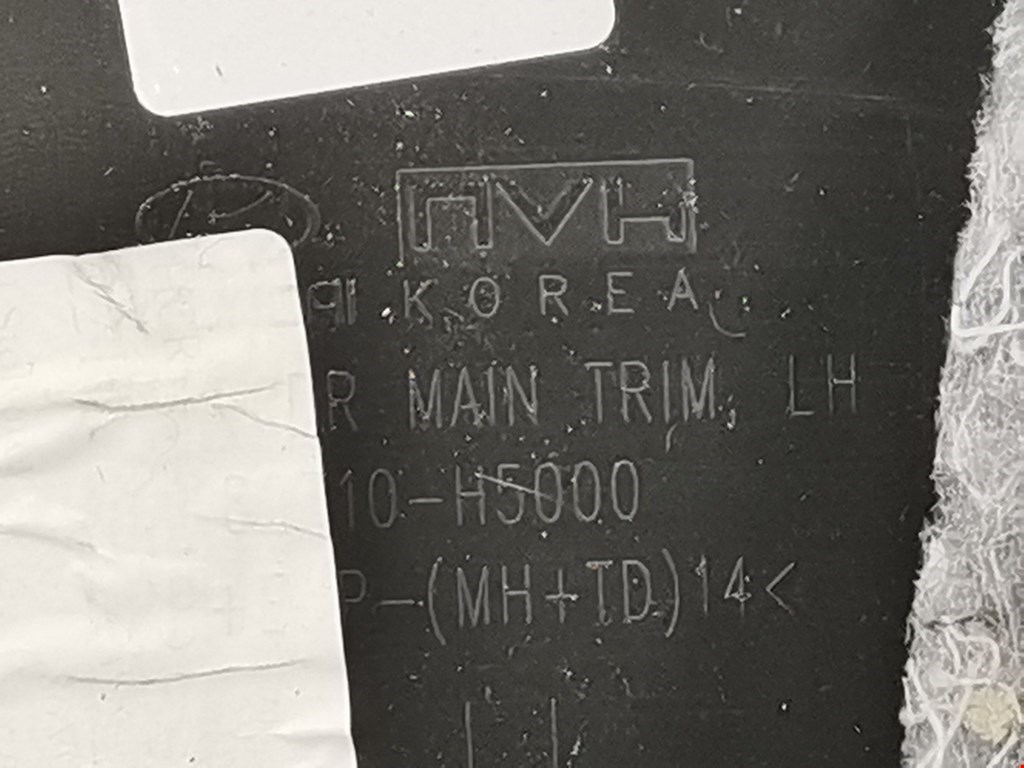 NVH
KOREA
R MAIN TRIM, LH
10-H5000
P-(MH+TD)14<